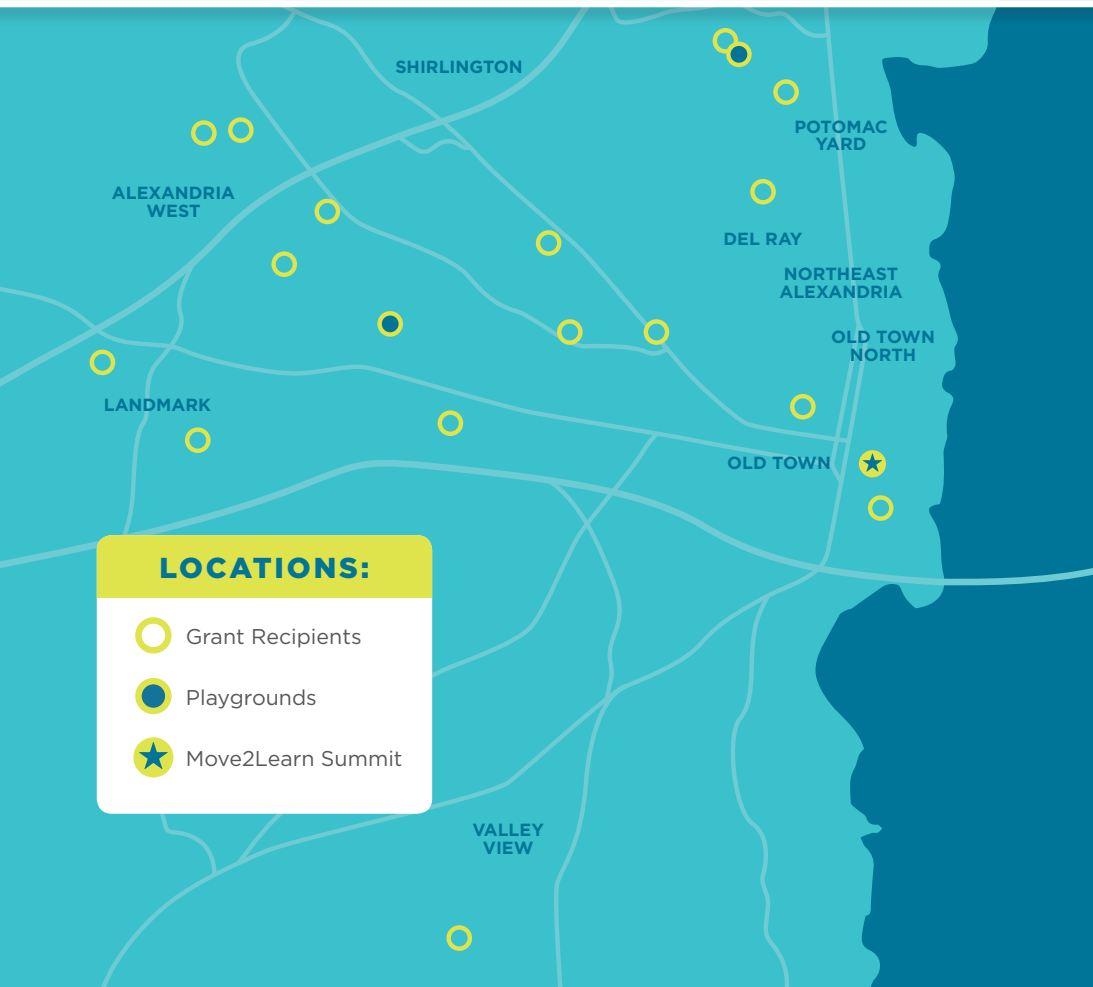 SHIRLINGTON
POTOMAC
YARD
ALEXANDRIA
WEST
DEL RAY
NORTHEAST
ALEXANDRIA
OLD TOWN
NORTH
LANDMARK
OLD TOWN
LOCATIONS:
Grant Recipients
Playgrounds
Move2Learn Summit
VALLEY
VIEW